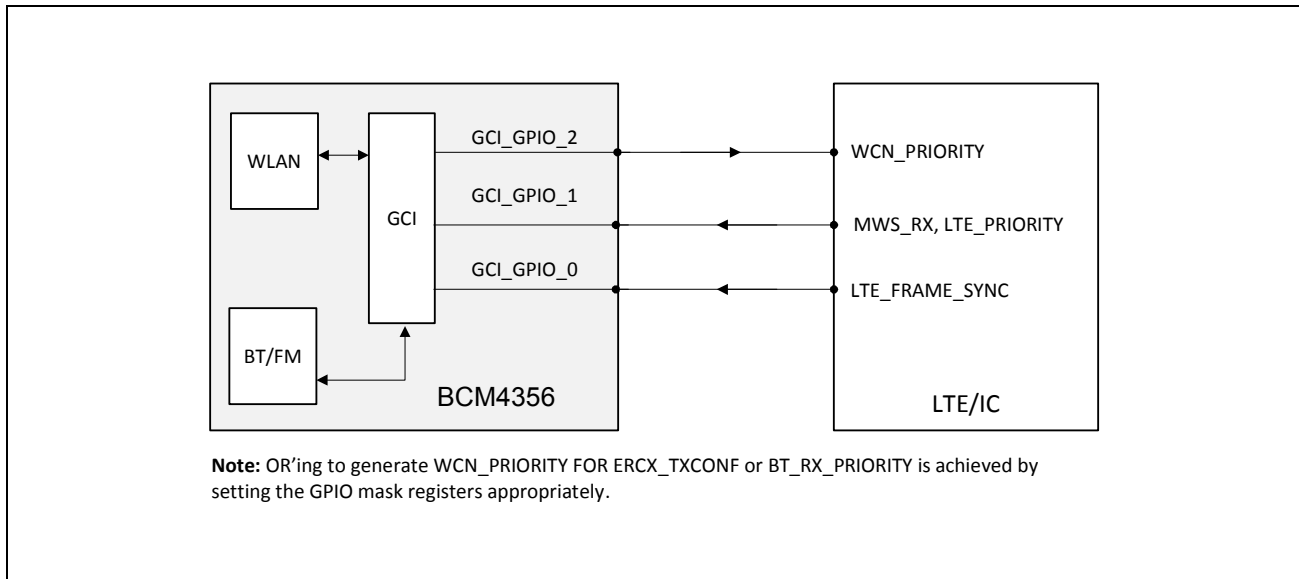 WLAN
GCI
BT/FM
GCI_GPIO_2
GCI_GPIO_1
GCI_GPIO_0
BCM4356
WCN_PRIORITY
MWS_RX, LTE_PRIORITY
LTE_FRAME_SYNC
LTE/IC
Note: OR’ing to generate WCN_PRIORITY FOR ERCX_TXCONF or BT_RX_PRIORITY is achieved by
setting the GPIO mask registers appropriately.